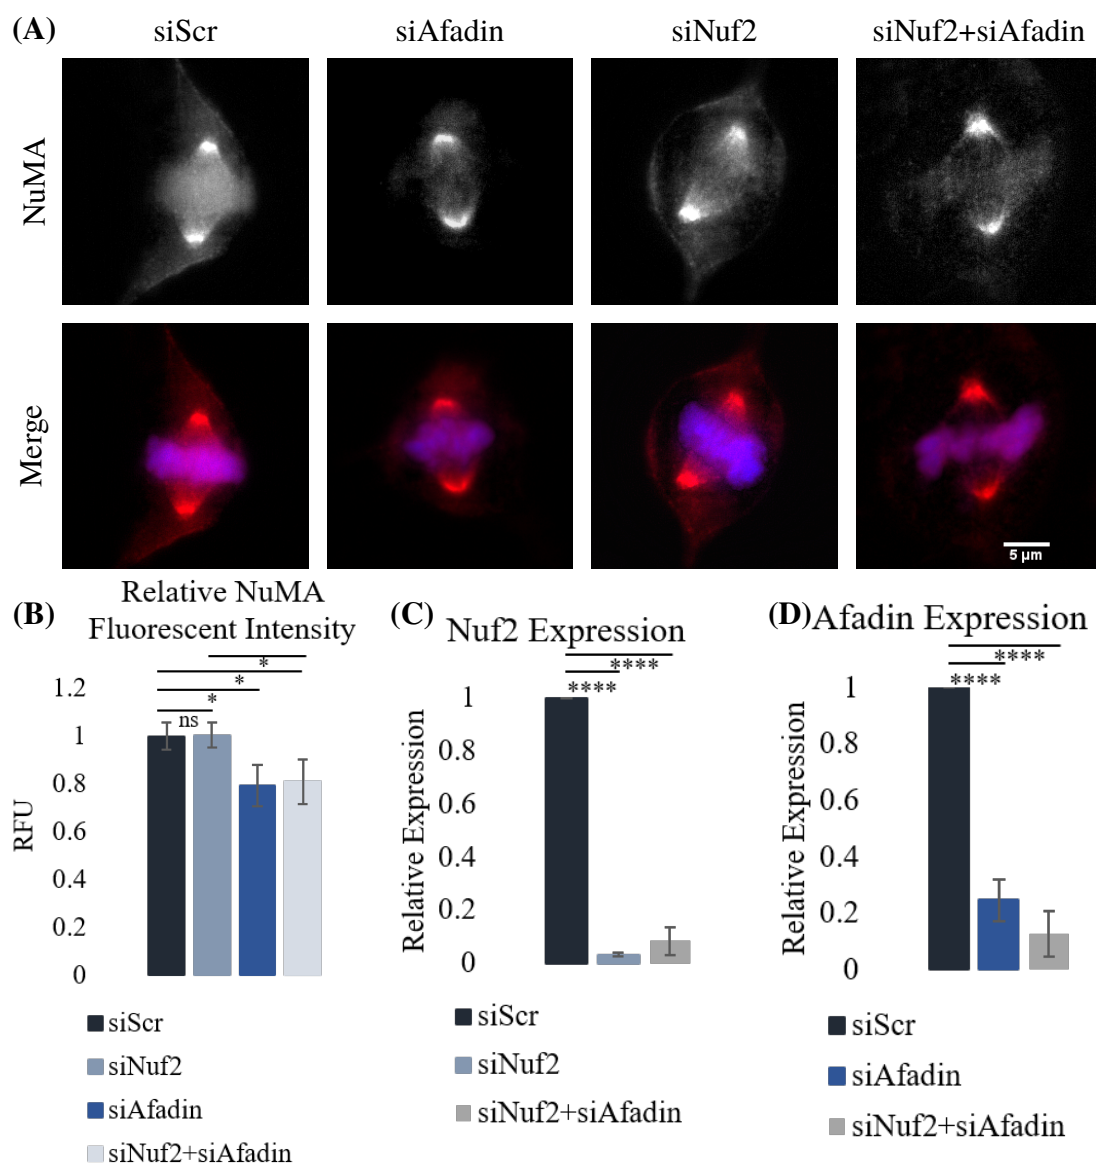 (A) siScr siAfadin siNuf2 siNuf2+siAfadin
NuMA
Merge
5 µm
(B) Relative NuMA
Fluorescent Intensity
*
*
*
ns
1.2
1
0.8
0.6
0.4
0.2
0
RFU
siScr
siNuf2
siAfadin
siNuf2+siAfadin
(C) Nuf2 Expression
****
****
1
0.8
0.6
0.4
0.2
0
Relative Expression
siScr
siNuf2
siNuf2+siAfadin
(D) Afadin Expression
****
****
1
0.8
0.6
0.4
0.2
0
Relative Expression
siScr
siAfadin
siNuf2+siAfadin